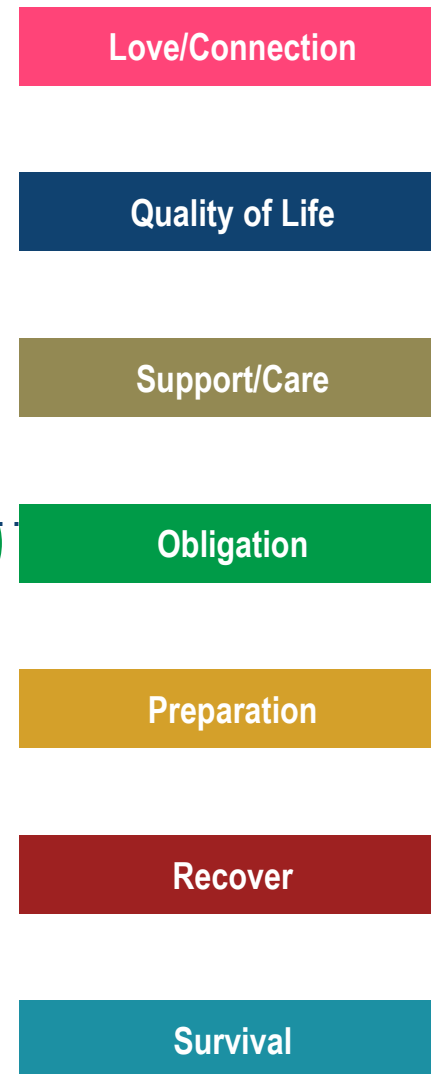 Love/Connection
Quality of Life
Support/Care
Obligation
Preparation
Recover
Survival